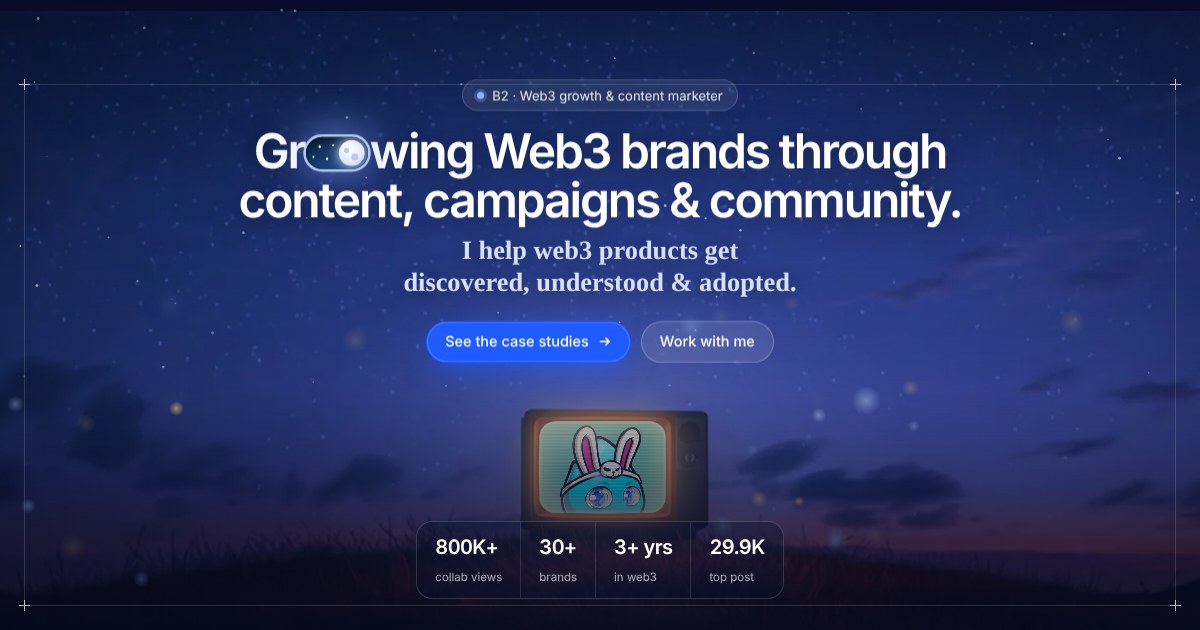 B2 · Web3 growth & content marketer
Growing Web3 brands through
content, campaigns & community.
I help web3 products get
discovered, understood & adopted.
See the case studies →
Work with me
800K+
collab views
30+
brands
3+ yrs
in web3
29.9K
top post